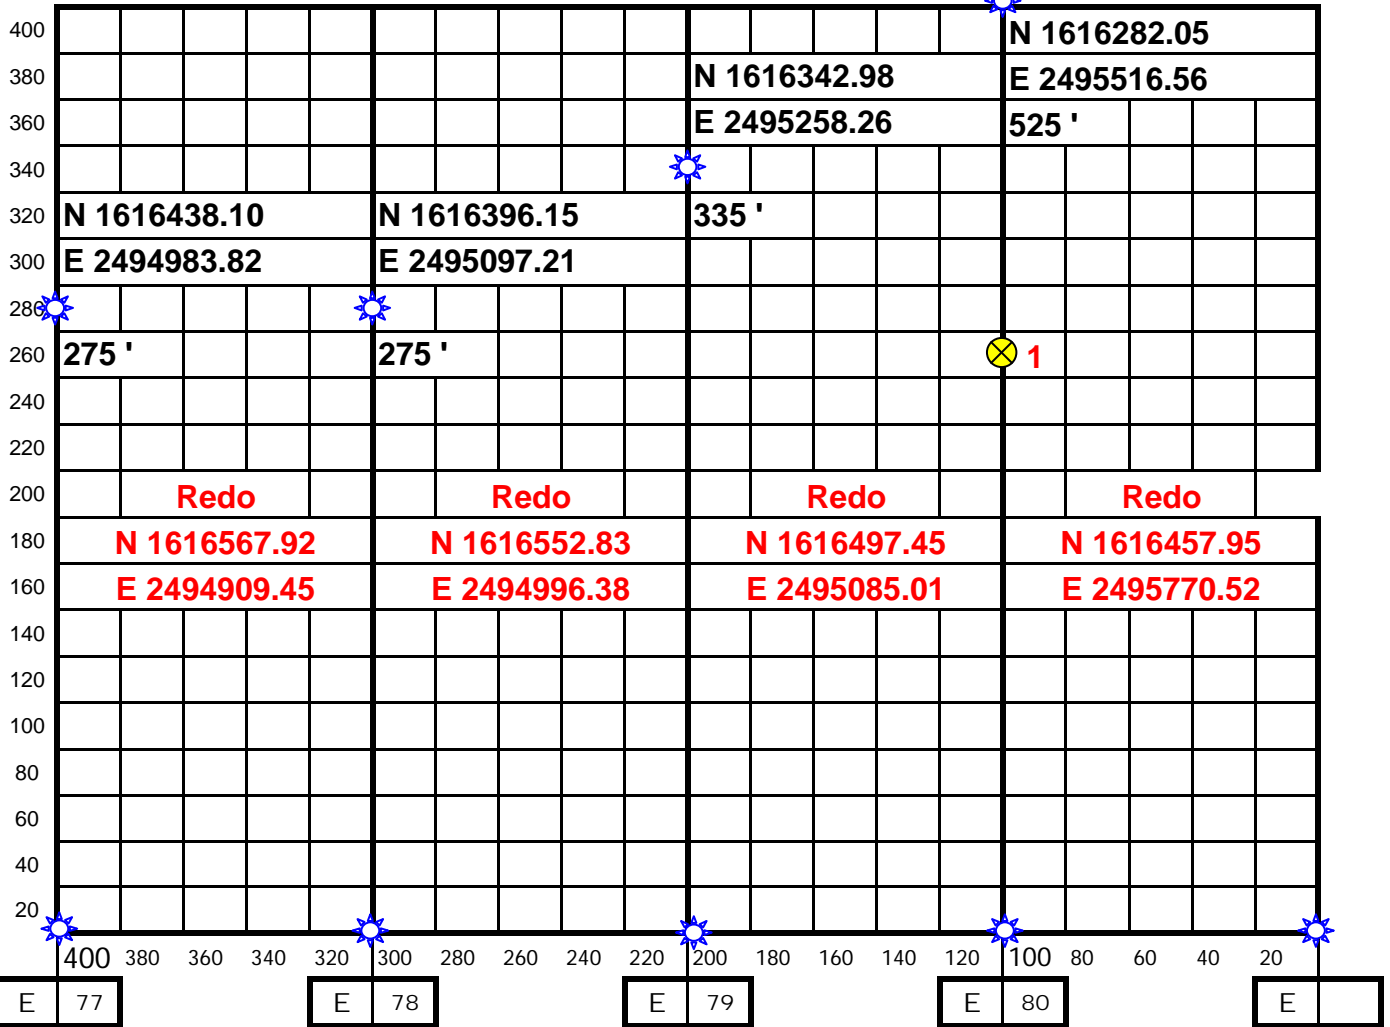 400
N 1616282.05
380
N 1616342.98
E 2495516.56
360
E 2495258.26
525 '
340
320
N 1616438.10
N 1616396.15
335 '
300
E 2494983.82
E 2495097.21
280
260
275 '
275 '
1
240
220
200
Redo
Redo
Redo
Redo
180
N 1616567.92
N 1616552.83
N 1616497.45
N 1616457.95
160
E 2494909.45
E 2494996.38
E 2495085.01
E 2495770.52
140
120
100
80
60
40
20
400 380 360 340 320 300 280 260 240 220 200 180 160 140 120 100 80 60 40 20
E 77
E 78
E 79
E 80
E